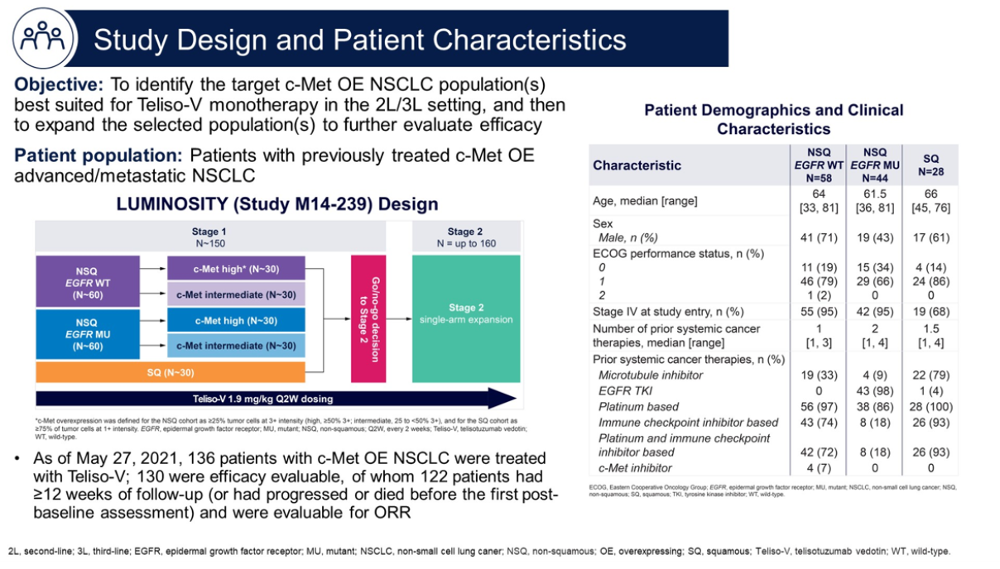 Study Design and Patient Characteristics
Objective: To identify the target c-Met OE NSCLC population(s)
best suited for Teliso-V monotherapy in the 2L/3L setting, and then
to expand the selected population(s) to further evaluate efficacy
Patient population: Patients with previously treated c-Met OE
advanced/metastatic NSCLC
LUMINOSITY (Study M14-239) Design
Stage 1
N~150
Stage 2
N = up to 160
NSQ
EGFR WT
(N~60)
c-Met high* (N~30)
c-Met intermediate (N~30)
NSQ
EGFR MU
(N~60)
c-Met high (N~30)
c-Met intermediate (N~30)
SQ (N~30)
Go/no-go decision
to Stage 2
Stage 2
single-arm expansion
Teliso-V 1.9 mg/kg Q2W dosing
*c-Met overexpression was defined for the NSQ cohort as ≥25% tumor cells at 3+ intensity (high, ≥50% 3+; intermediate, 25 to <50% 3+), and for the SQ cohort as
≥75% of tumor cells at 1+ intensity. EGFR, epidermal growth factor receptor; MU, mutant; NSQ, non-squamous; Q2W, every 2 weeks; Teliso-V, telisotuzumab vedotin;
WT, wild-type.
• As of May 27, 2021, 136 patients with c-Met OE NSCLC were treated
with Teliso-V; 130 were efficacy evaluable, of whom 122 patients had
≥12 weeks of follow-up (or had progressed or died before the first post-
baseline assessment) and were evaluable for ORR
Patient Demographics and Clinical
Characteristics
Characteristic
NSQ
EGFR WT
N=58
NSQ
EGFR MU
N=44
SQ
N=28
Age, median [range] 64 [33, 81] 61.5 [36, 81] 66 [45, 76]
Sex
Male, n (%) 41 (71) 19 (43) 17 (61)
ECOG performance status, n (%)
0 11 (19) 15 (34) 4 (14)
1 46 (79) 29 (66) 24 (86)
2 1 (2) 0 0
Stage IV at study entry, n (%) 55 (95) 42 (95) 19 (68)
Number of prior systemic cancer 1 2 1.5
therapies, median [range] [1, 3] [1, 4] [1, 4]
Prior systemic cancer therapies, n (%)
Microtubule inhibitor 19 (33) 4 (9) 22 (79)
EGFR TKI 0 43 (98) 1 (4)
Platinum based 56 (97) 38 (86) 28 (100)
Immune checkpoint inhibitor based 43 (74) 8 (18) 26 (93)
Platinum and immune checkpoint
inhibitor based 42 (72) 8 (18) 26 (93)
c-Met inhibitor 4 (7) 0 0
ECOG, Eastern Cooperative Oncology Group; EGFR, epidermal growth factor receptor; MU, mutant; NSCLC, non-small cell lung cancer; NSQ,
non-squamous; SQ, squamous; TKI, tyrosine kinase inhibitor; WT, wild-type.
2L, second-line; 3L, third-line; EGFR, epidermal growth factor receptor; MU, mutant; NSCLC, non-small cell lung caner; NSQ, non-squamous; OE, overexpressing; SQ, squamous; Teliso-V, telisotuzumab vedotin; WT, wild-type.